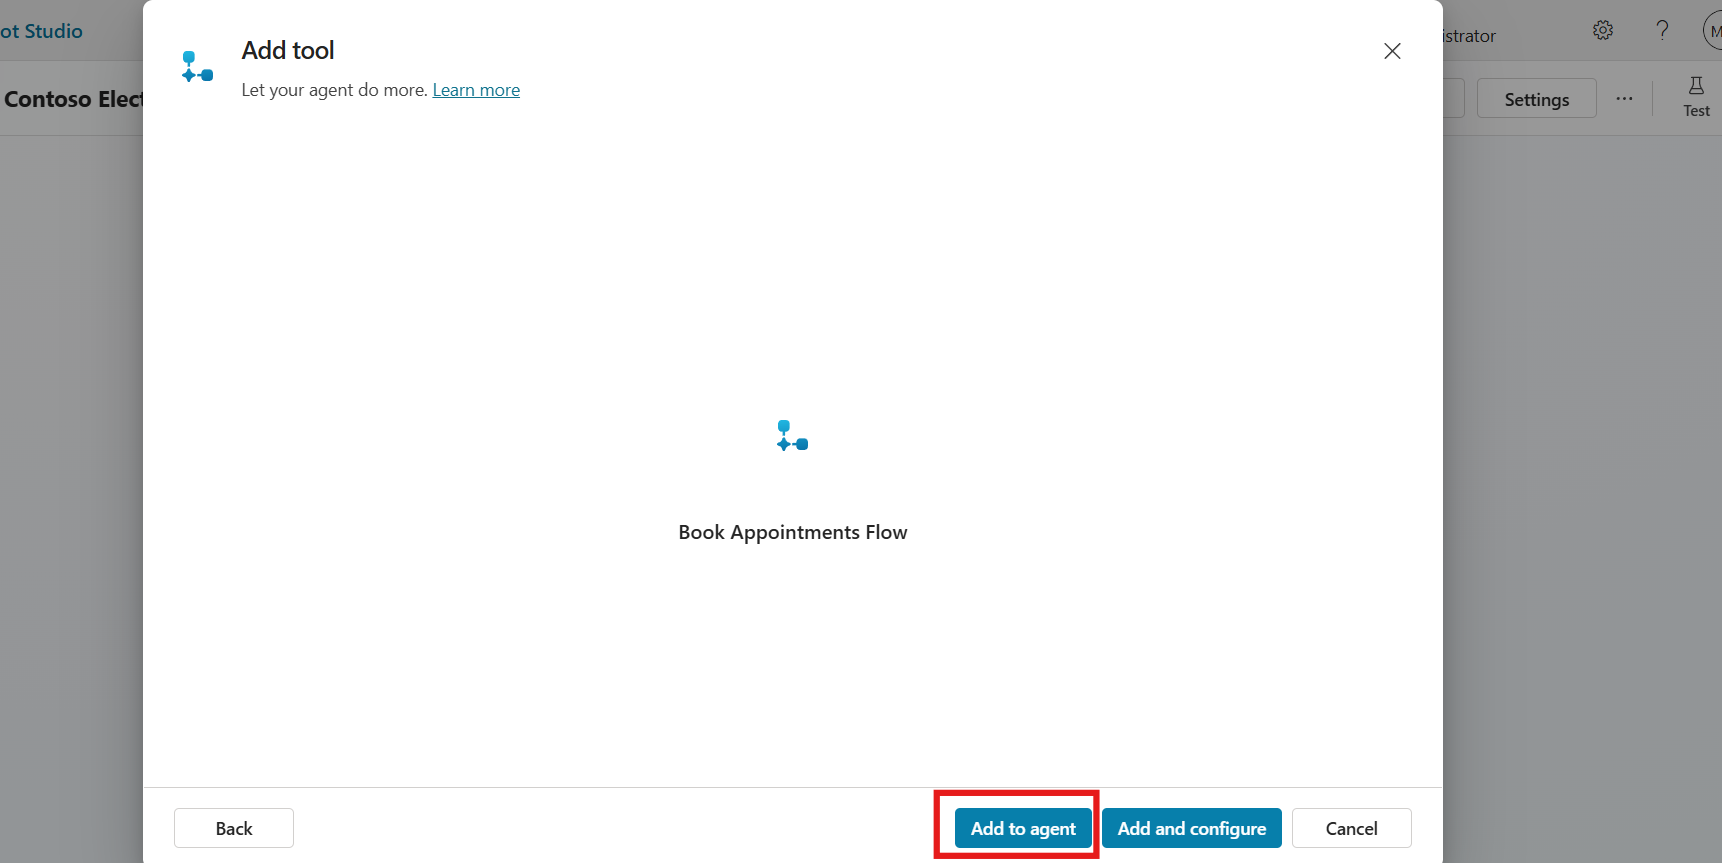 ot Studio
Add tool
istrator
?
M
Let your agent do more. Learn more
Contoso Elect
Settings
...
Test
Book Appointments Flow
Back
Add to agent
Add and configure
Cancel